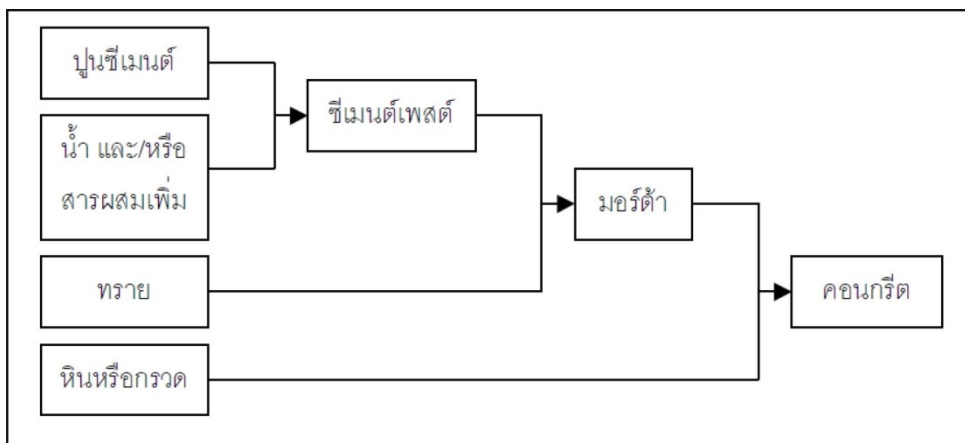 ปูนซีเมนต์
ซีเมนต์เพสต์
น้ำ และ/หรือ
สารผสมเพิ่ม
มอร์ต้า
ทราย
คอนกรีต
หินหรือกรวด